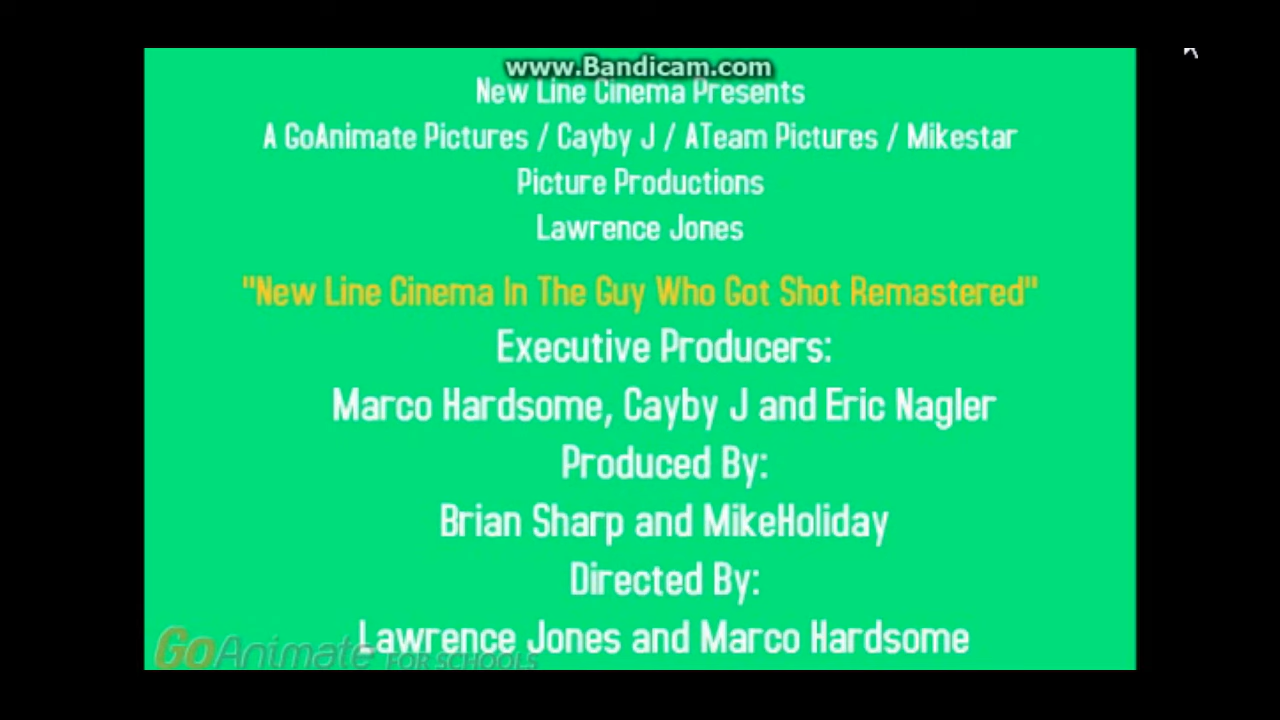 www.Bandicam.com
New Line Cinema Presents
A GoAnimate Pictures / Cayby J / ATeam Pictures / Mikestar
Picture Productions
Lawrence Jones
"New Line Cinema In The Guy Who Got Shot Remastered"
Executive Producers:
Marco Hardsome, Cayby J and Eric Nagler
Produced By:
Brian Sharp and MikeHoliday
Directed By:
Lawrence Jones and Marco Hardsome
GoAnimate FOR SCHOOLS